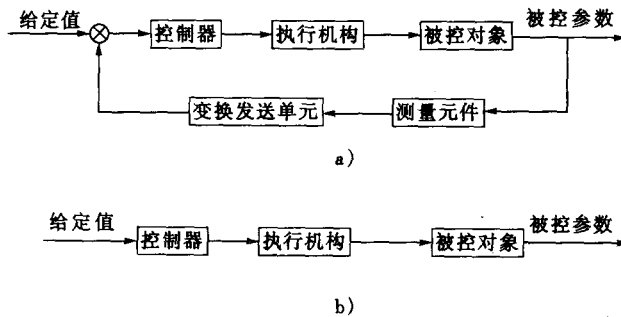 给定值
被控参数
控制器
执行机构
被控对象
变换发送单元
测量元件
a)
给定值
被控参数
控制器
执行机构
被控对象
b)